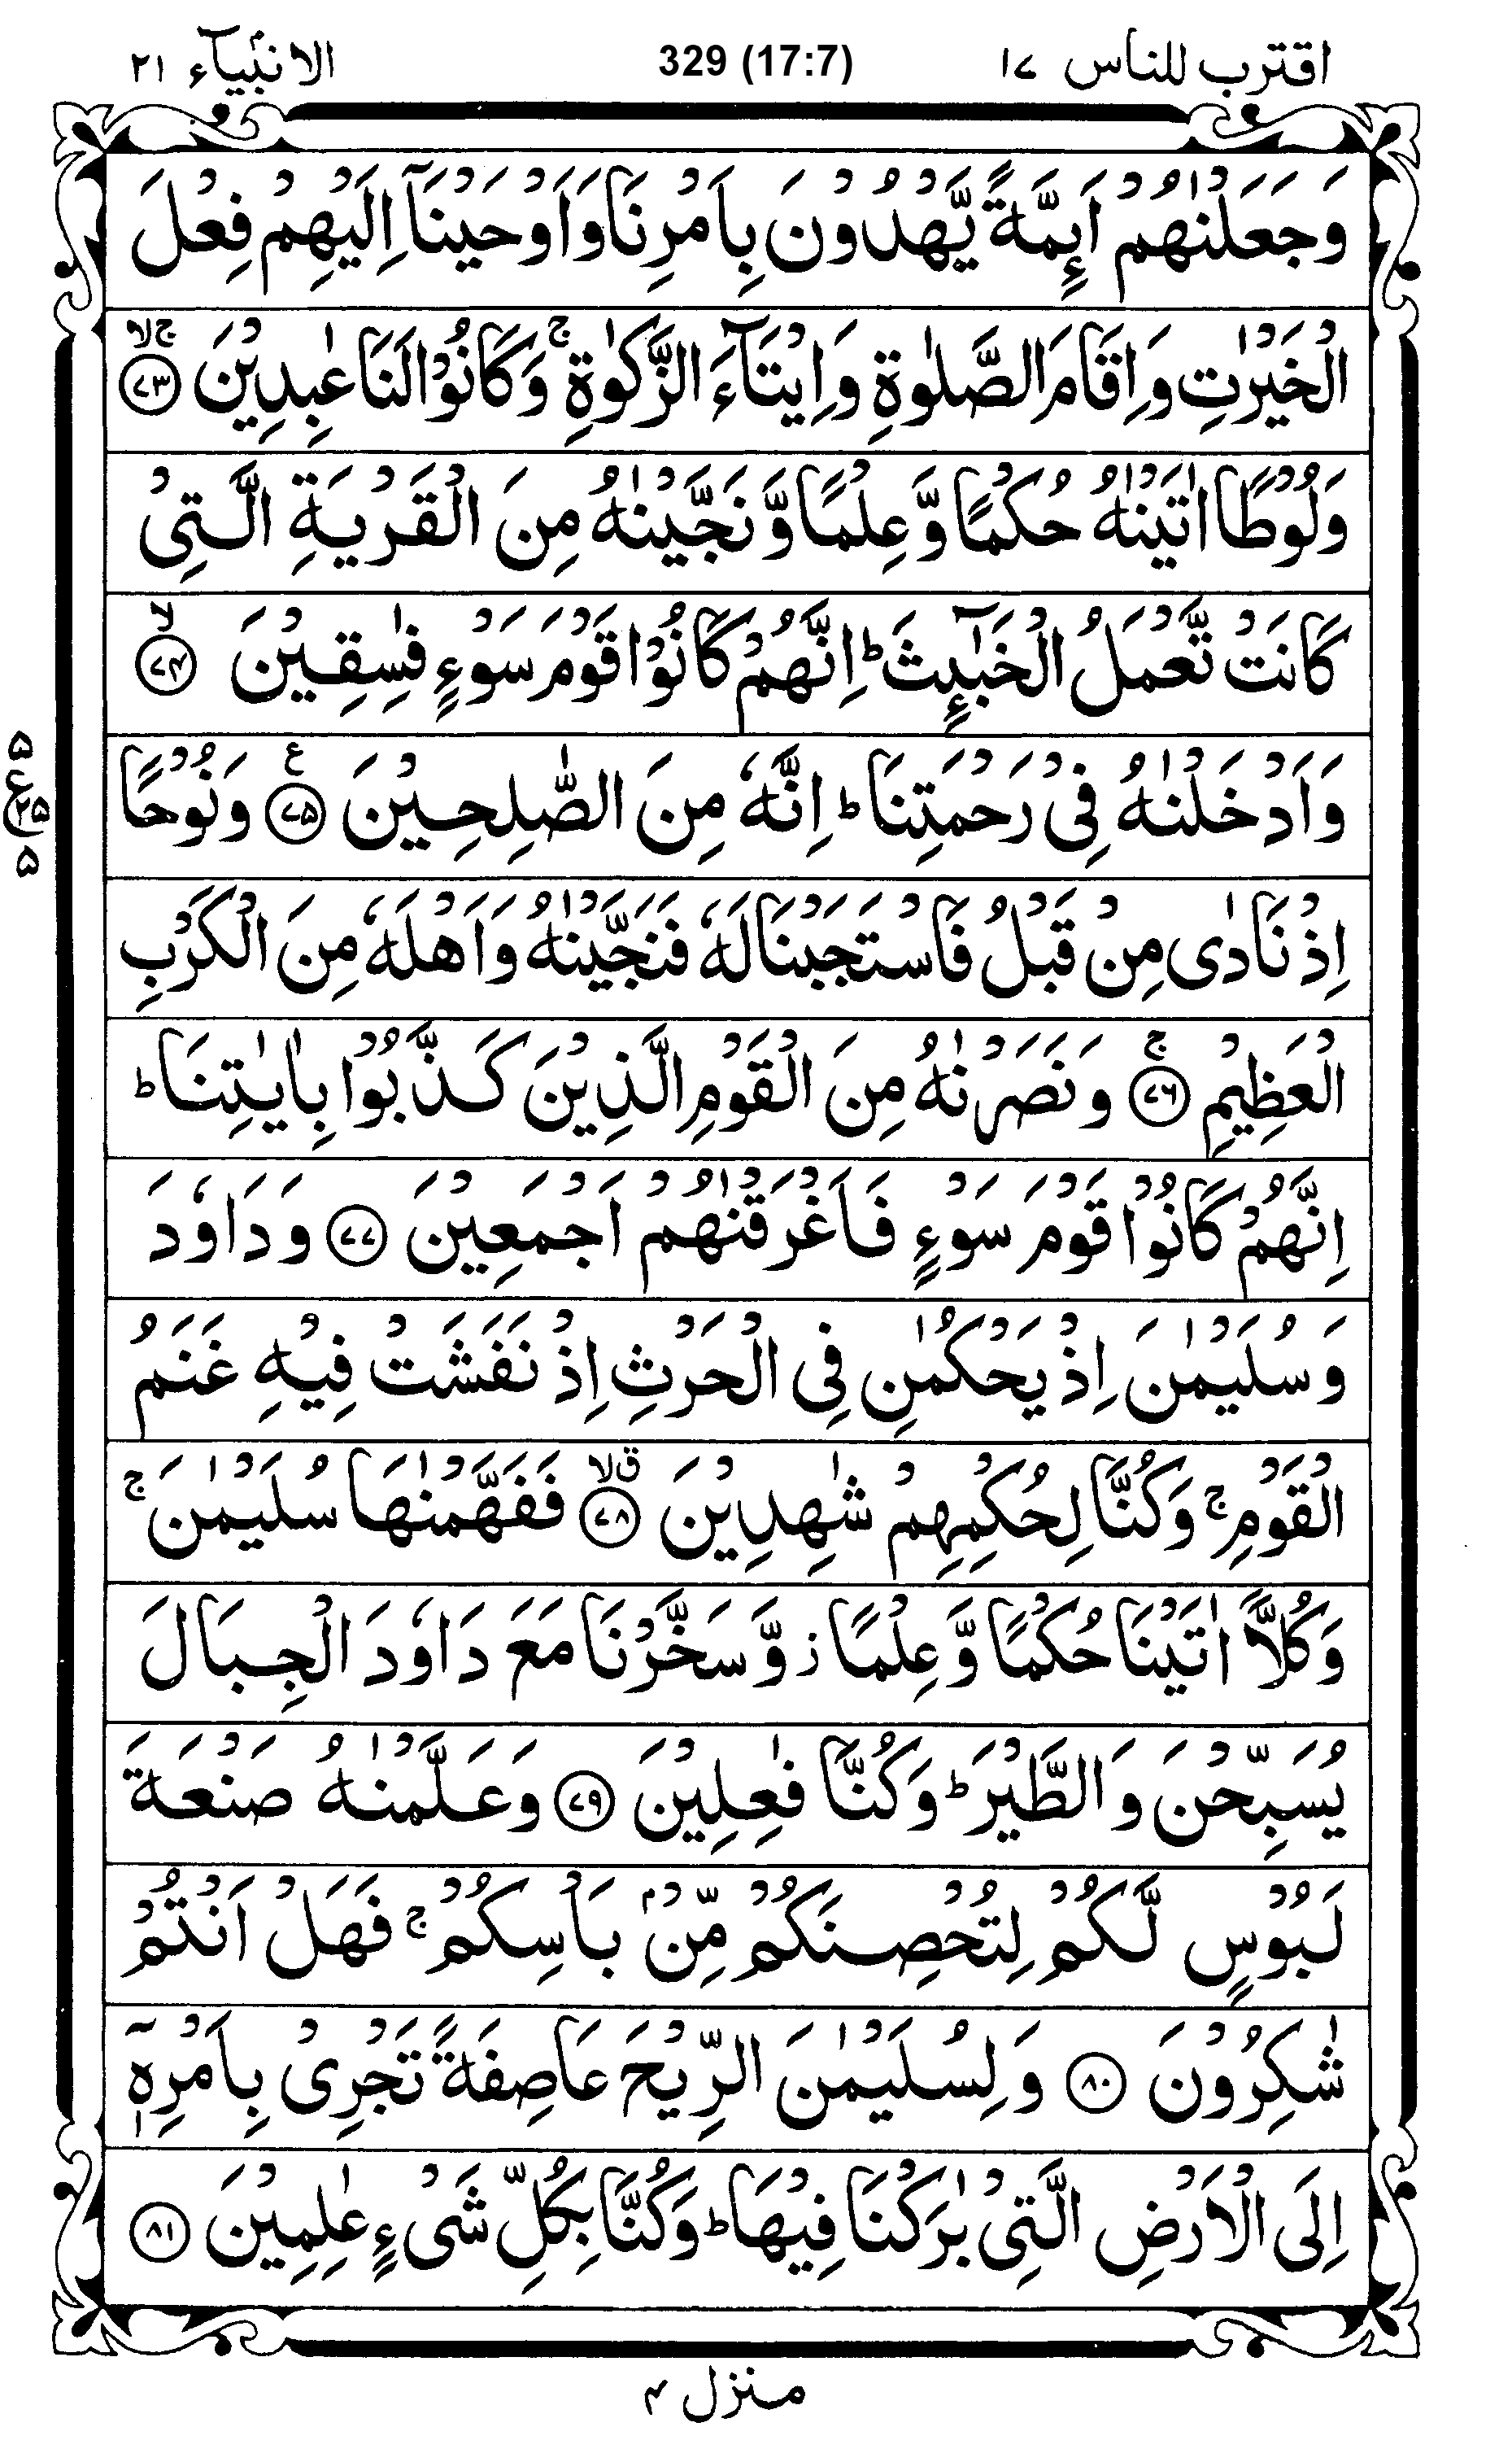 اقترب للناس ١٧ 329 (17:7) الانبیآء ٢١
وَجَعَلْنٰهُمْ اَىِٕمَّةً یَّهْدُوْنَ بِاَمْرِنَا وَاَوْحَیْنَاۤ اِلَیْهِمْ فِعْلَ
الْخَیْرٰتِ وَاِقَامَ الصَّلٰوةِ وَاِیْتَآءَ الزَّكٰوةِ ۚ وَكَانُوْا لَنَا عٰبِدِیْنَ ۚۙ ﴿٧٣﴾
وَلُوْطًا اٰتَیْنٰهُ حُكْمًا وَّعِلْمًا وَّنَجَّیْنٰهُ مِنَ الْقَرْیَةِ الَّتِیْ
كَانَتْ تَّعْمَلُ الْخَبٰٓىِٕثَ ؕ اِنَّهُمْ كَانُوْا قَوْمَ سَوْءٍ فٰسِقِیْنَ ۙ ﴿٧٤﴾
وَاَدْخَلْنٰهُ فِیْ رَحْمَتِنَا ؕ اِنَّهٗ مِنَ الصّٰلِحِیْنَ ﴿٧٥﴾ ع وَنُوْحًا
٥ ع ٢٥ ٥
اِذْ نَادٰی مِنْ قَبْلُ فَاسْتَجَبْنَا لَهٗ فَنَجَّیْنٰهُ وَاَهْلَهٗ مِنَ الْكَرْبِ
الْعَظِیْمِ ۚ ﴿٧٦﴾ وَنَصَرْنٰهُ مِنَ الْقَوْمِ الَّذِیْنَ كَذَّبُوْا بِاٰیٰتِنَا ؕ
اِنَّهُمْ كَانُوْا قَوْمَ سَوْءٍ فَاَغْرَقْنٰهُمْ اَجْمَعِیْنَ ﴿٧٧﴾ وَدَاوٗدَ
وَسُلَیْمٰنَ اِذْ یَحْكُمٰنِ فِی الْحَرْثِ اِذْ نَفَشَتْ فِیْهِ غَنَمُ
الْقَوْمِ ۚ وَكُنَّا لِحُكْمِهِمْ شٰهِدِیْنَ ۗۙ ﴿٧٨﴾ فَفَهَّمْنٰهَا سُلَیْمٰنَ ۚ
وَكُلًّا اٰتَیْنَا حُكْمًا وَّعِلْمًا ز وَّسَخَّرْنَا مَعَ دَاوٗدَ الْجِبَالَ
یُسَبِّحْنَ وَالطَّیْرَ ؕ وَكُنَّا فٰعِلِیْنَ ﴿٧٩﴾ وَعَلَّمْنٰهُ صَنْعَةَ
لَبُوْسٍ لَّكُمْ لِتُحْصِنَكُمْ مِّنْۢ بَاْسِكُمْ ۚ فَهَلْ اَنْتُمْ
شٰكِرُوْنَ ﴿٨٠﴾ وَلِسُلَیْمٰنَ الرِّیْحَ عَاصِفَةً تَجْرِیْ بِاَمْرِهٖۤ
اِلَی الْاَرْضِ الَّتِیْ بٰرَكْنَا فِیْهَا ؕ وَكُنَّا بِكُلِّ شَیْءٍ عٰلِمِیْنَ ﴿٨١﴾
منزل ٤